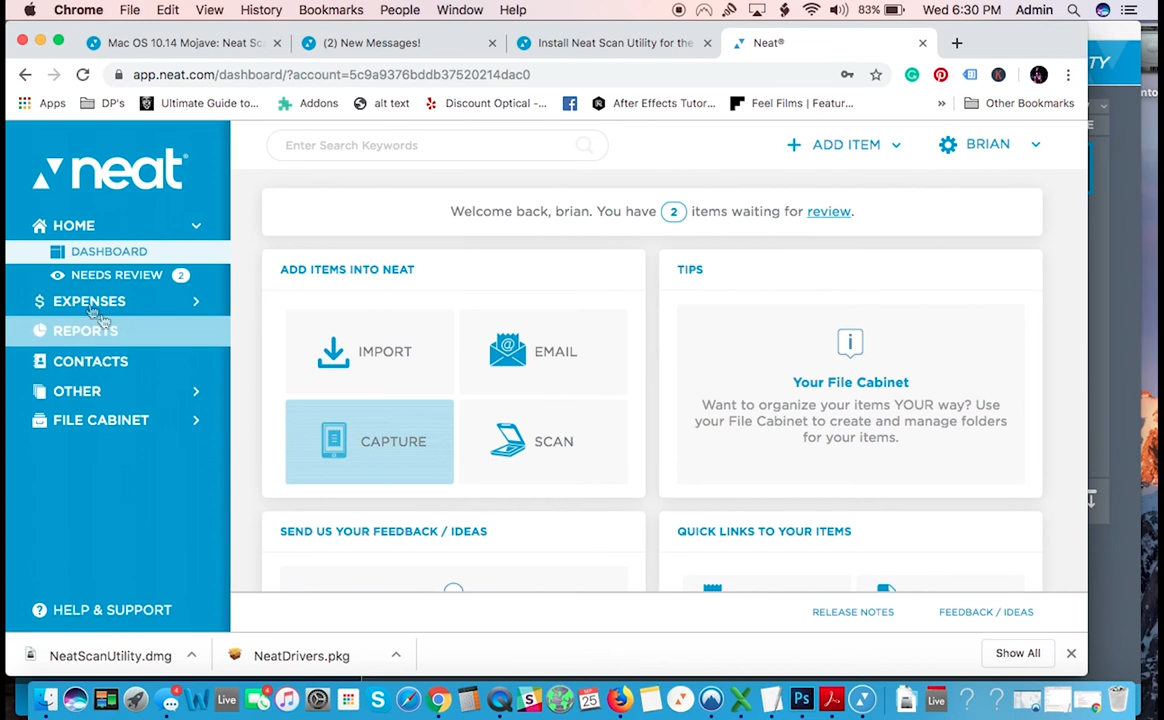 Chrome File Edit View History Bookmarks People Window Help 83% Wed 6:30 PM Admin
Mac OS 10.14 Mojave: Neat Sc (2) New Messages! Install Neat Scan Utility for the Neat®
app.neat.com/dashboard/?account=5c9a9376bddb37520214dac0
Apps DP's Ultimate Guide to... Addons alt text Discount Optical -... After Effects Tutor... Feel Films | Featur... » Other Bookmarks
neat®
Enter Search Keywords
+ ADD ITEM
BRIAN
HOME
DASHBOARD
NEEDS REVIEW 2
$ EXPENSES
REPORTS
CONTACTS
OTHER
FILE CABINET
? HELP & SUPPORT
Welcome back, brian. You have 2 items waiting for review.
ADD ITEMS INTO NEAT
IMPORT
@ EMAIL
CAPTURE
SCAN
TIPS
i
Your File Cabinet
Want to organize your items YOUR way? Use
your File Cabinet to create and manage folders
for your items.
SEND US YOUR FEEDBACK / IDEAS
QUICK LINKS TO YOUR ITEMS
RELEASE NOTES FEEDBACK / IDEAS
NeatScanUtility.dmg NeatDrivers.pkg Show All
4 Live SEP 25 Ps Live